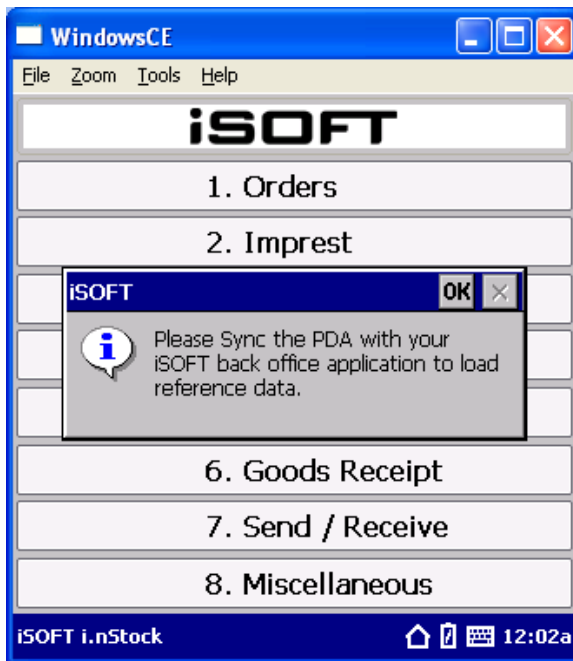 WindowsCE
File Zoom Tools Help
iSOFT
1. Orders
2. Imprest
iSOFT OK
Please Sync the PDA with your
iSOFT back office application to load
reference data.
6. Goods Receipt
7. Send / Receive
8. Miscellaneous
iSOFT i.nStock 12:02a